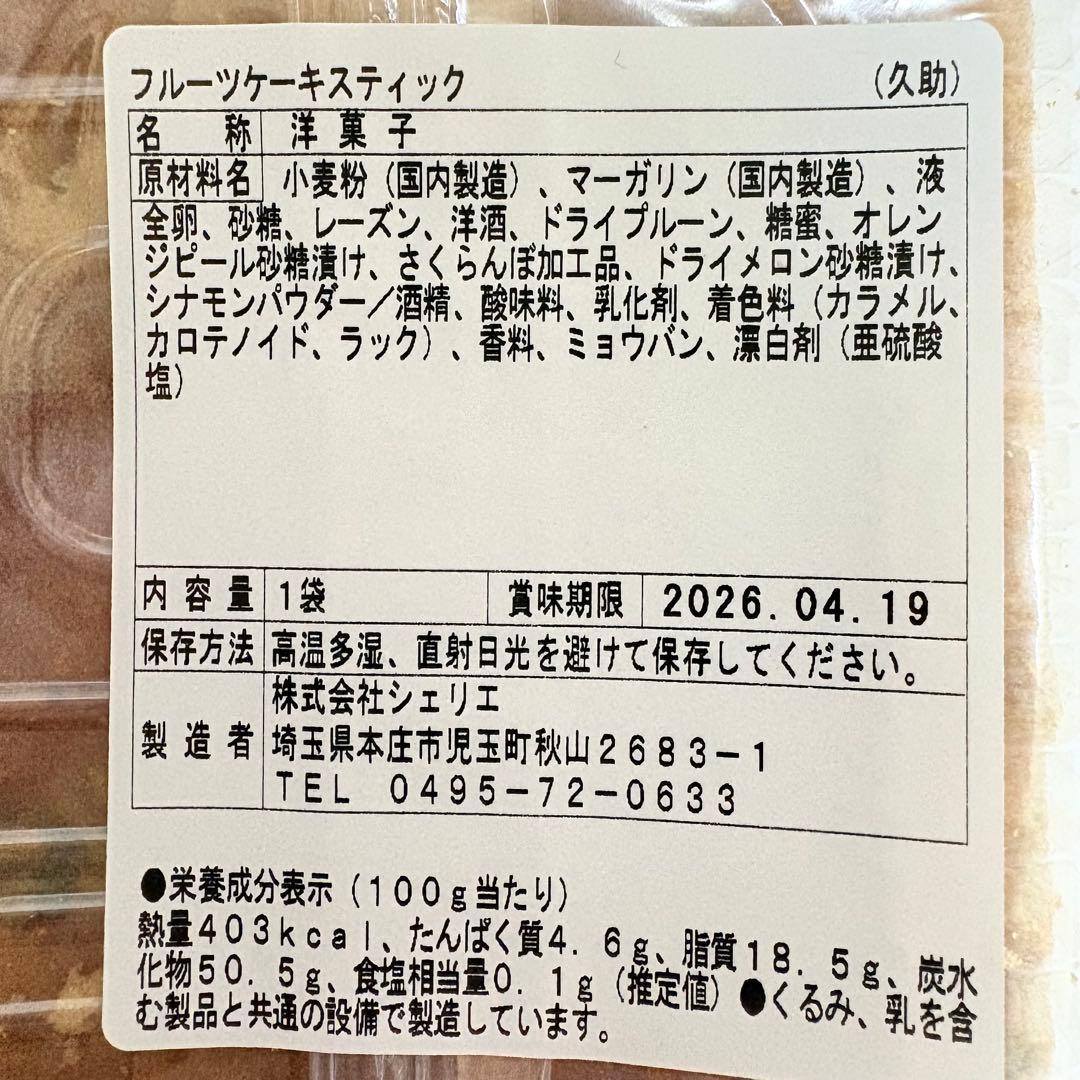 フルーツケーキスティック （久助）
名称 洋菓子
原材料名 小麦粉（国内製造）、マーガリン（国内製造）、液
全卵、砂糖、レーズン、洋酒、ドライプルーン、糖蜜、オレン
ジピール砂糖漬け、さくらんぼ加工品、ドライメロン砂糖漬け、
シナモンパウダー／酒精、酸味料、乳化剤、着色料（カラメル、
カロテノイド、ラック）、香料、ミョウバン、漂白剤（亜硫酸
塩）
内容量 1袋 賞味期限 2026.04.19
保存方法 高温多湿、直射日光を避けて保存してください。
製造者 株式会社シェリエ
埼玉県本庄市児玉町秋山２６８３－１
ＴＥＬ ０４９５－７２－０６３３
●栄養成分表示（１００ｇ当たり）
熱量４０３ｋｃａｌ、たんぱく質４．６ｇ、脂質１８．５ｇ、炭水
化物５０．５ｇ、食塩相当量０．１ｇ（推定値）●くるみ、乳を含
む製品と共通の設備で製造しています。